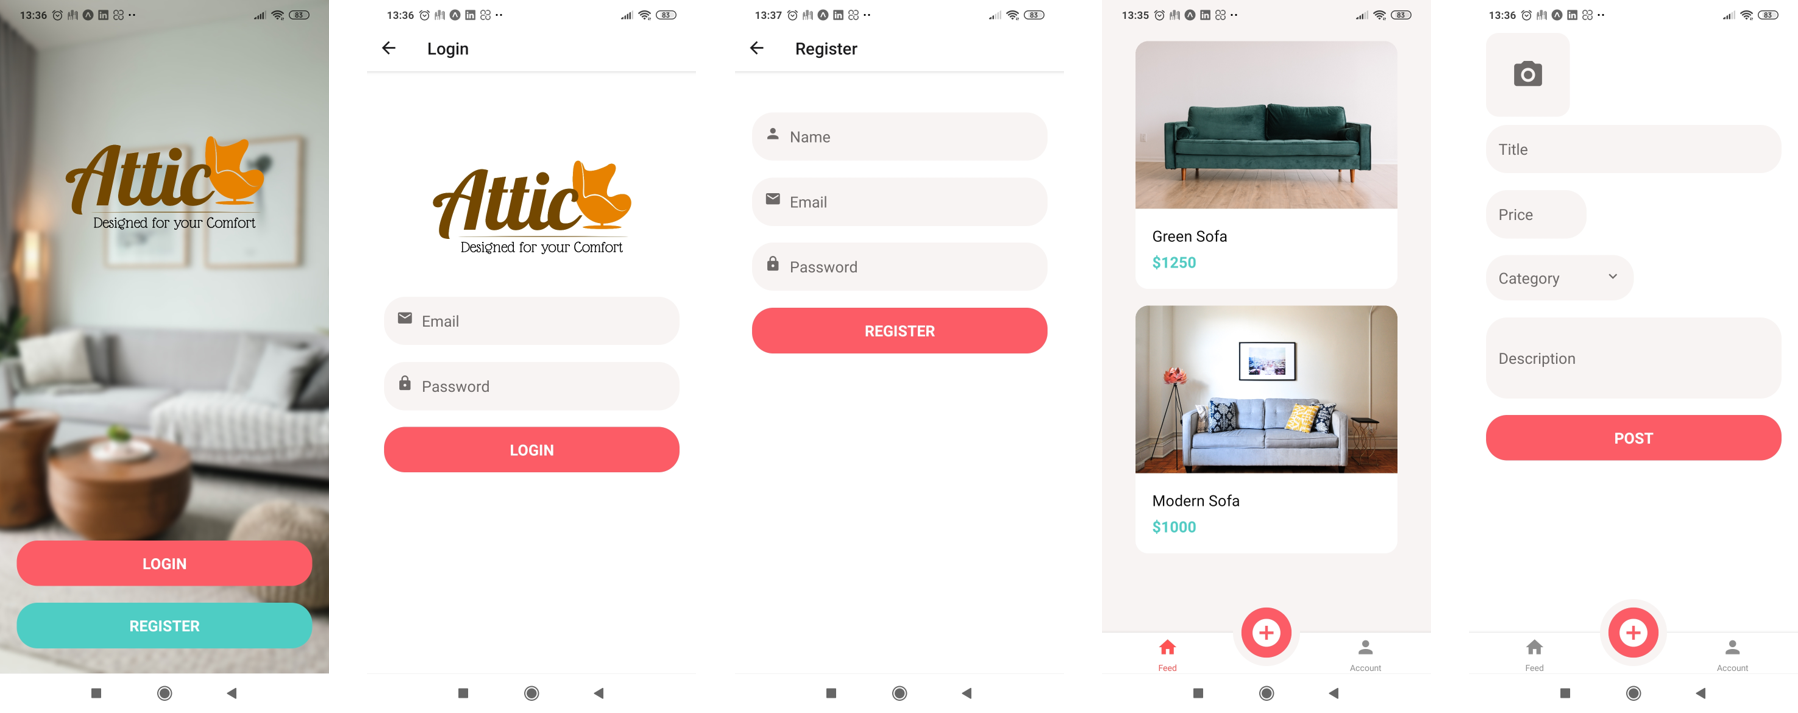 13:36
83
Attic
Designed for your Comfort
LOGIN
REGISTER
13:36
83
Login
Attic
Designed for your Comfort
Email
Password
LOGIN
13:37
83
Register
Name
Email
Password
REGISTER
13:35
83
Green Sofa
$1250
Modern Sofa
$1000
Feed
Account
13:36
83
Title
Price
Category
Description
POST
Feed
Account